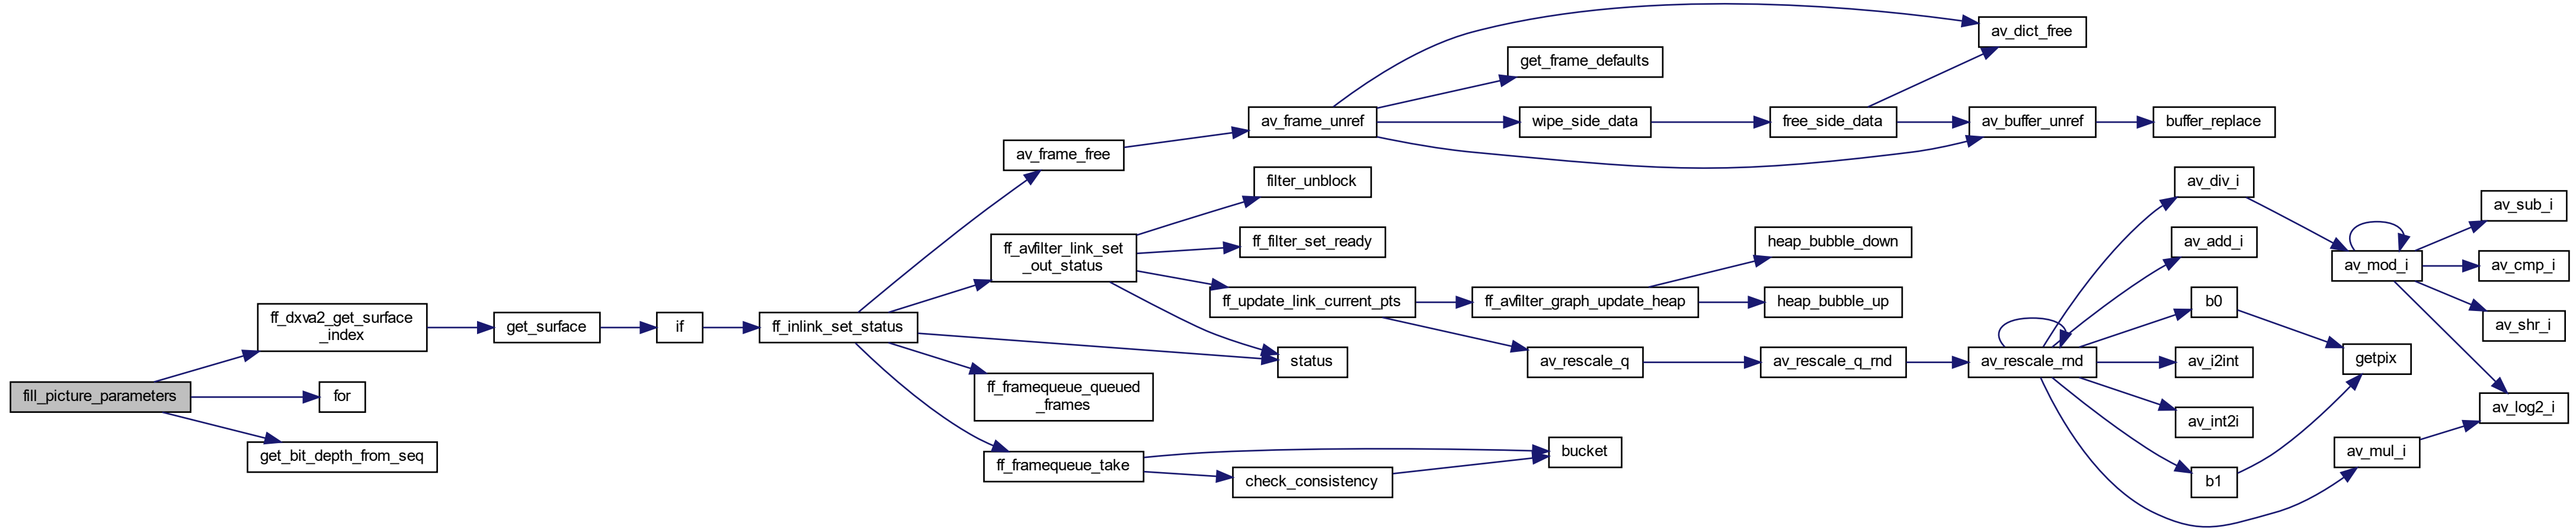 fill_picture_parameters
ff_dxva2_get_surface
_index
for
get_bit_depth_from_seq
get_surface
if
ff_inlink_set_status
av_frame_free
ff_avfilter_link_set
_out_status
ff_framequeue_queued
_frames
ff_framequeue_take
av_frame_unref
filter_unblock
ff_filter_set_ready
ff_update_link_current_pts
status
check_consistency
get_frame_defaults
wipe_side_data
ff_avfilter_graph_update_heap
av_rescale_q
bucket
free_side_data
heap_bubble_down
heap_bubble_up
av_rescale_q_rnd
av_dict_free
av_buffer_unref
av_rescale_rnd
buffer_replace
av_div_i
av_add_i
b0
av_i2int
av_int2i
b1
av_mod_i
getpix
av_mul_i
av_sub_i
av_cmp_i
av_shr_i
av_log2_i